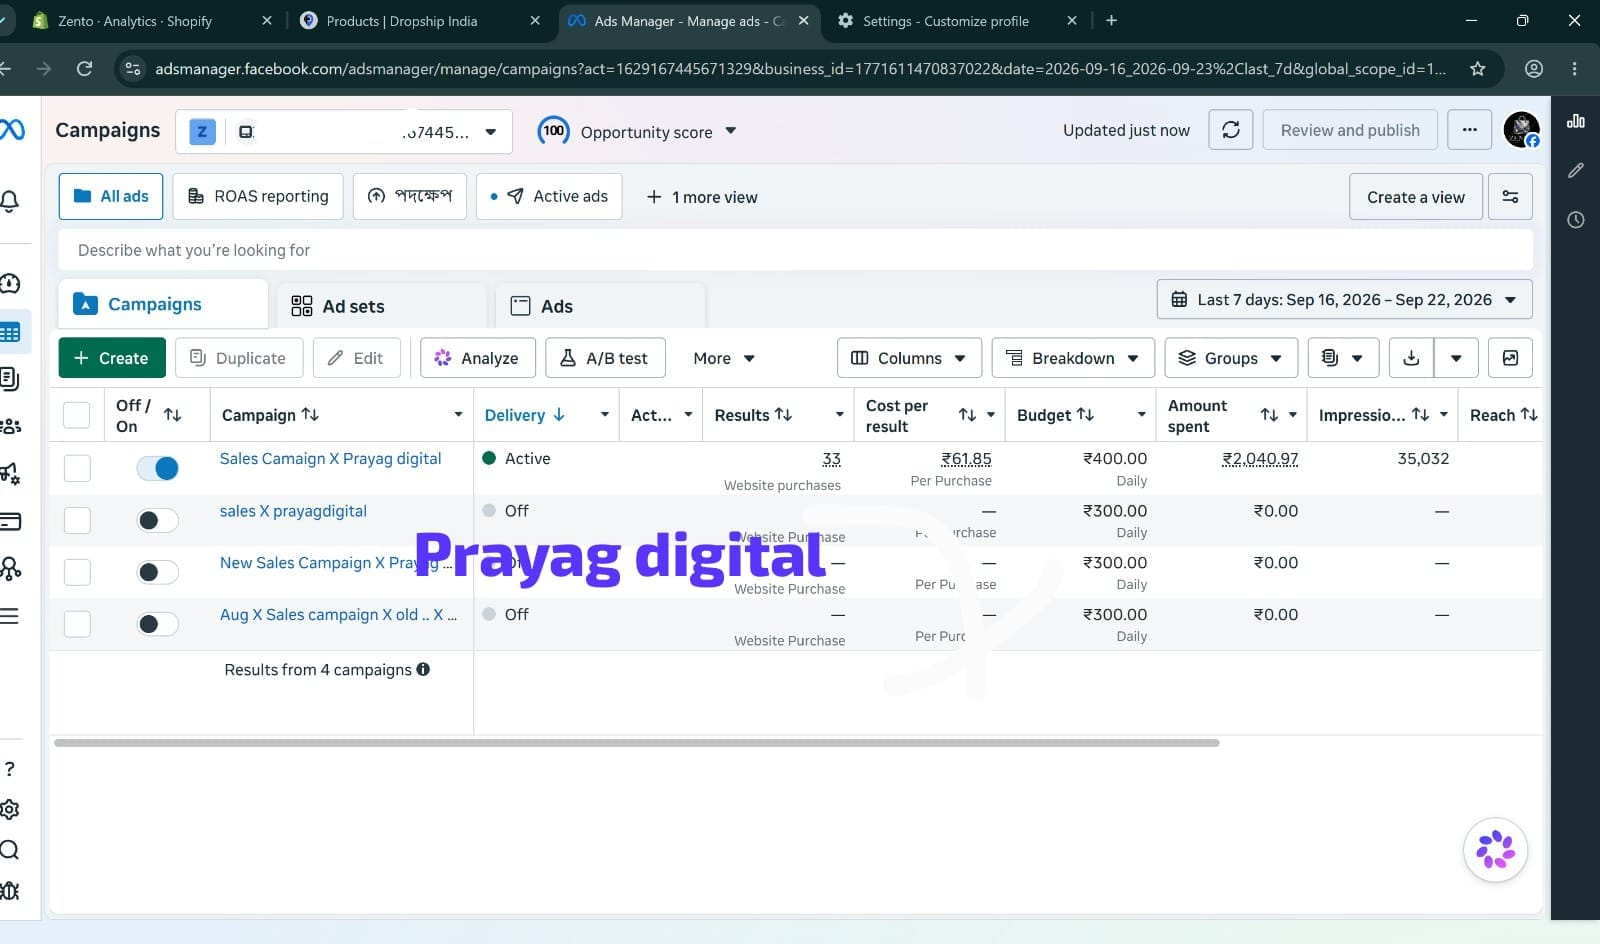 Zento · Analytics · Shopify
Products | Dropship India
Ads Manager - Manage ads - C
Settings - Customize profile
adsmanager.facebook.com/adsmanager/manage/campaigns?act=1629167445671329&business_id=1771611470837022&date=2026-09-16_2026-09-23%2Clast_7d&global_scope_id=1...
Campaigns
Z
67445...
100
Opportunity score
Updated just now
Review and publish
All ads
ROAS reporting
পদক্ষেপ
Active ads
+ 1 more view
Create a view
Describe what you're looking for
Campaigns
Ad sets
Ads
Last 7 days: Sep 16, 2026 – Sep 22, 2026
+ Create
Duplicate
Edit
Analyze
A/B test
More
Columns
Breakdown
Groups
Off / On
Campaign
Delivery
Act...
Results
Cost per result
Budget
Amount spent
Impressio...
Reach
Sales Camaign X Prayag digital
Active
33
₹61.85
₹400.00
₹2,040.97
35,032
Website purchases
Per Purchase
Daily
sales X prayagdigital
Off
—
—
₹300.00
₹0.00
—
Website Purchase
Daily
New Sales Campaign X Prayag ...
—
—
₹300.00
₹0.00
—
Website Purchase
Daily
Prayag digital
Aug X Sales campaign X old .. X ...
Off
—
—
₹300.00
₹0.00
—
Website Purchase
Daily
Results from 4 campaigns